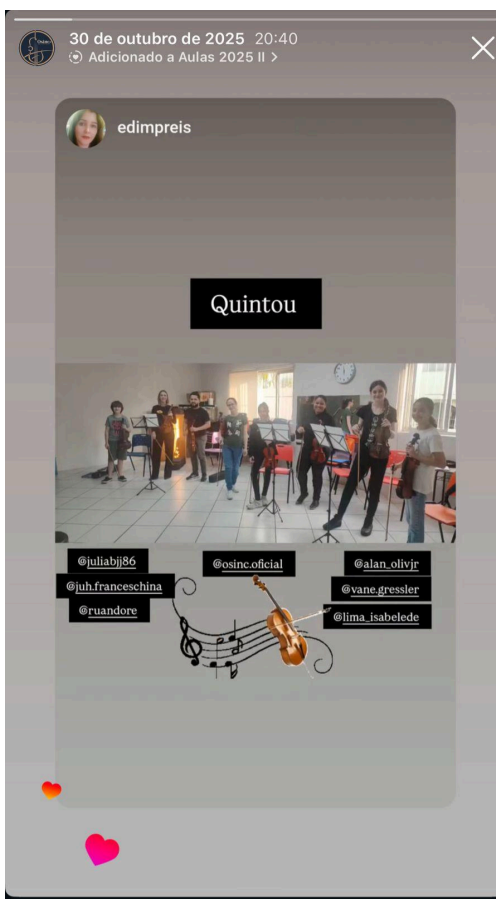 30 de outubro de 2025 20:40
Adicionado a Aulas 2025 II >
edimpreis
Quintou
@juliabjj86
@osinc.oficial
@alan_olivjr
@juh.franceschina
@vane.gressler
@ruandore
@lima_isabelede